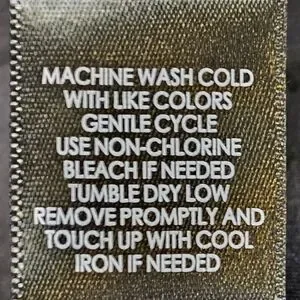 MACHINE WASH COLD
WITH LIKE COLORS
GENTLE CYCLE
USE NON-CHLORINE
BLEACH IF NEEDED
TUMBLE DRY LOW
REMOVE PROMPTLY AND
TOUCH UP WITH COOL
IRON IF NEEDED